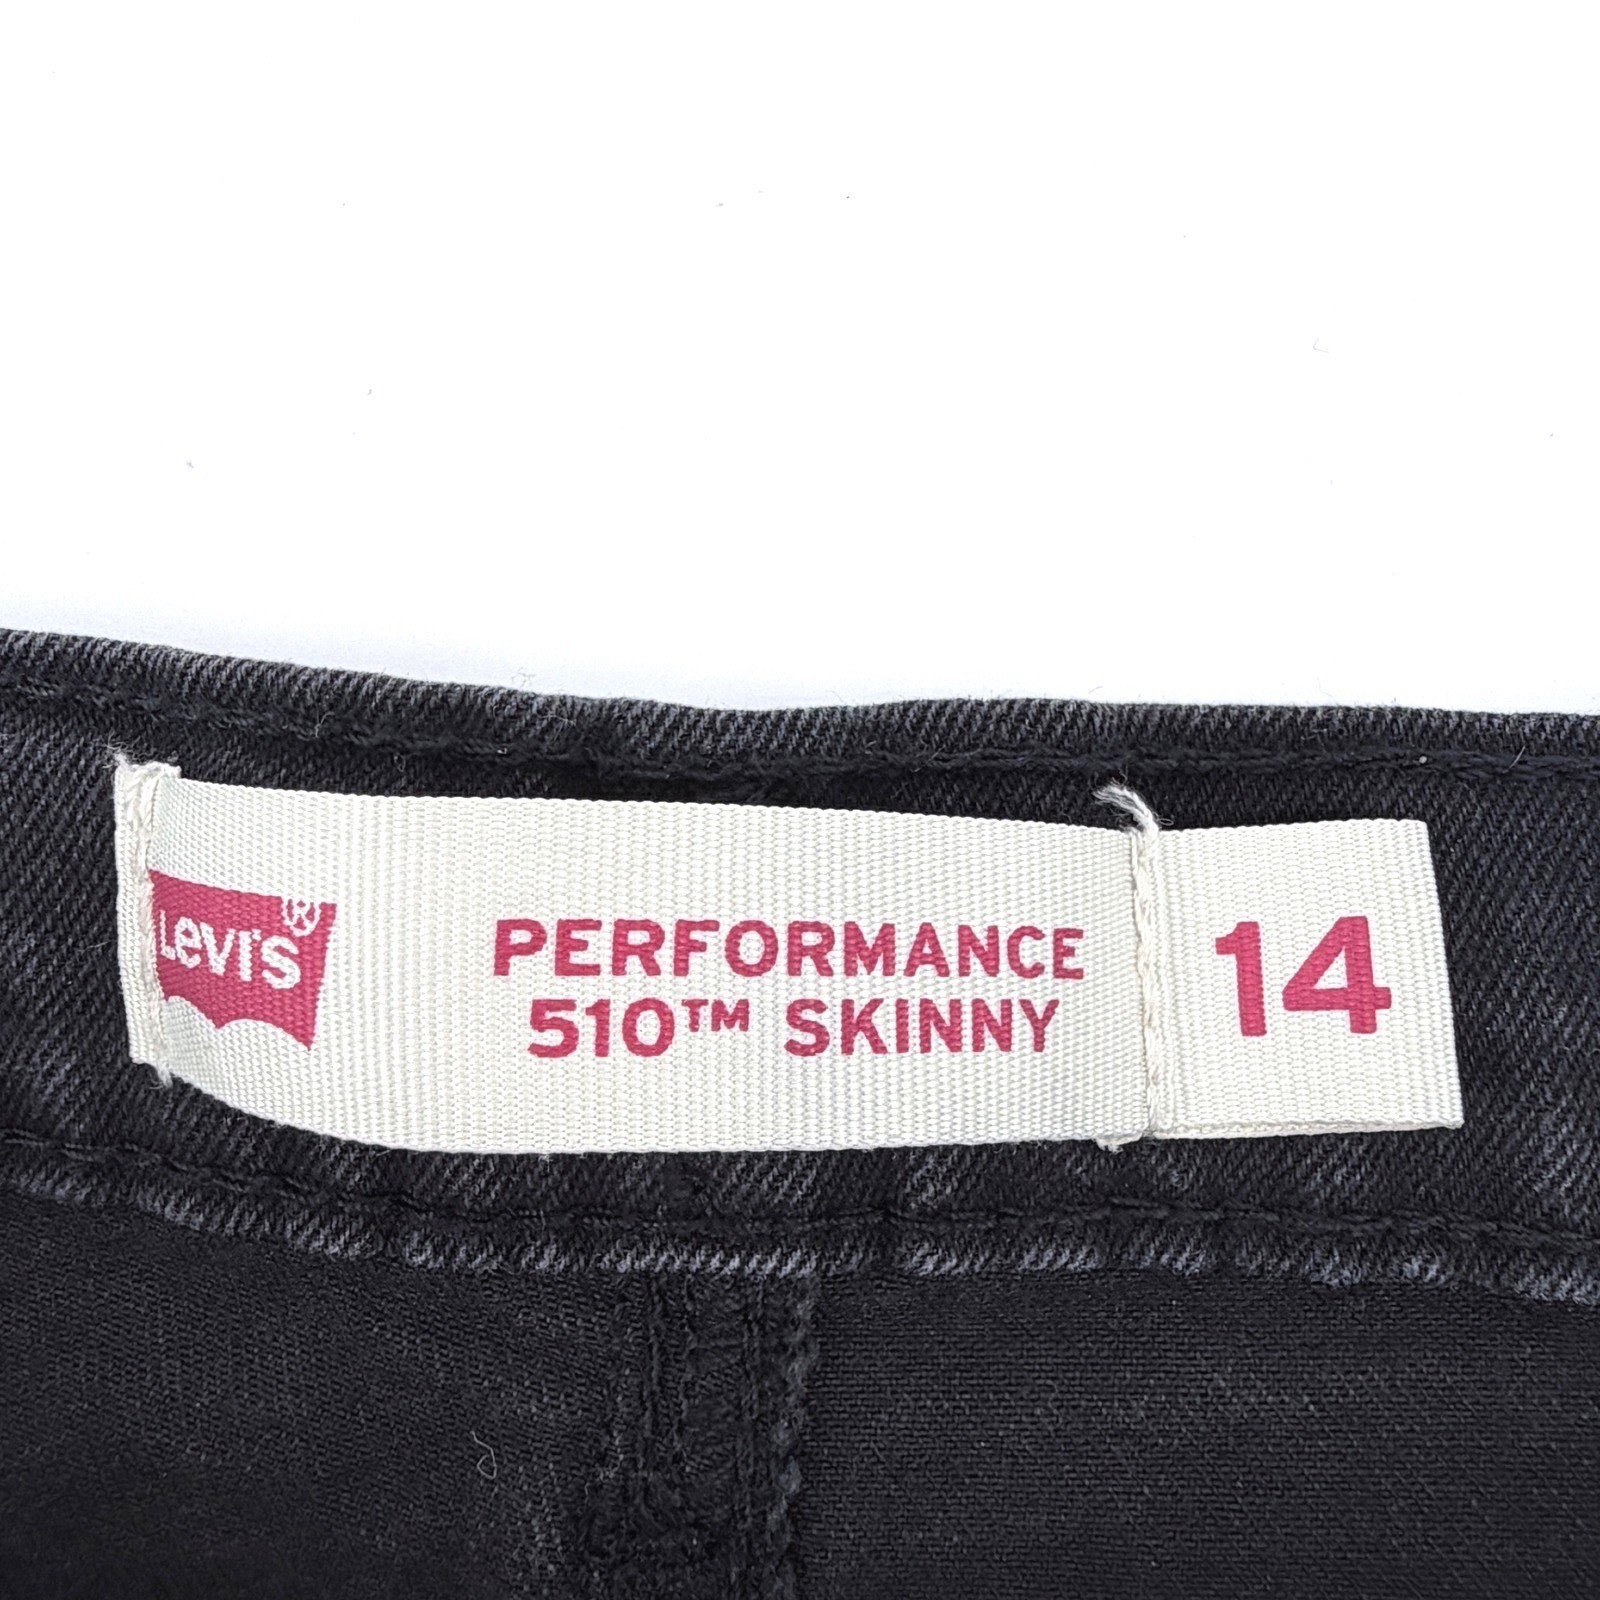 Levi's®
PERFORMANCE
510™ SKINNY
14